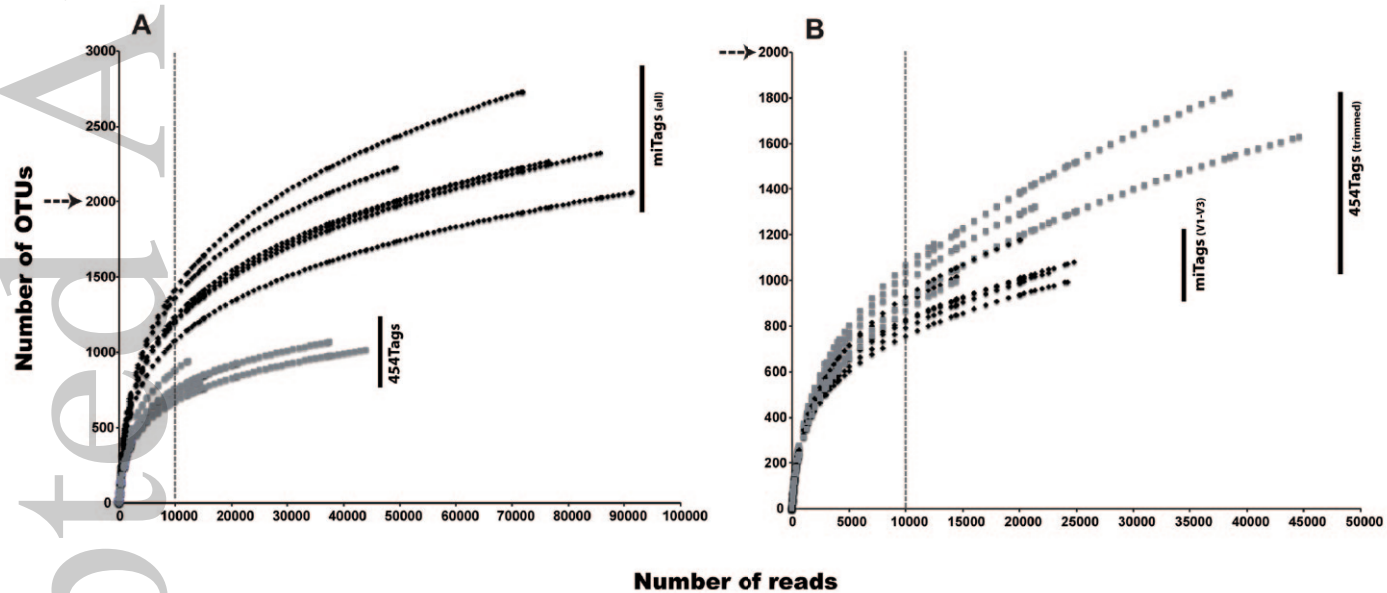 A
3000
2500
2000
1500
1000
500
0
0 10000 20000 30000 40000 50000 60000 70000 80000 90000 100000
Number of OTUs
miTags (all)
454Tags
B
2000
1800
1600
1400
1200
1000
800
600
400
200
0
0 5000 10000 15000 20000 25000 30000 35000 40000 45000 50000
miTags (V1-V3)
454Tags (trimmed)
Number of reads
oted A